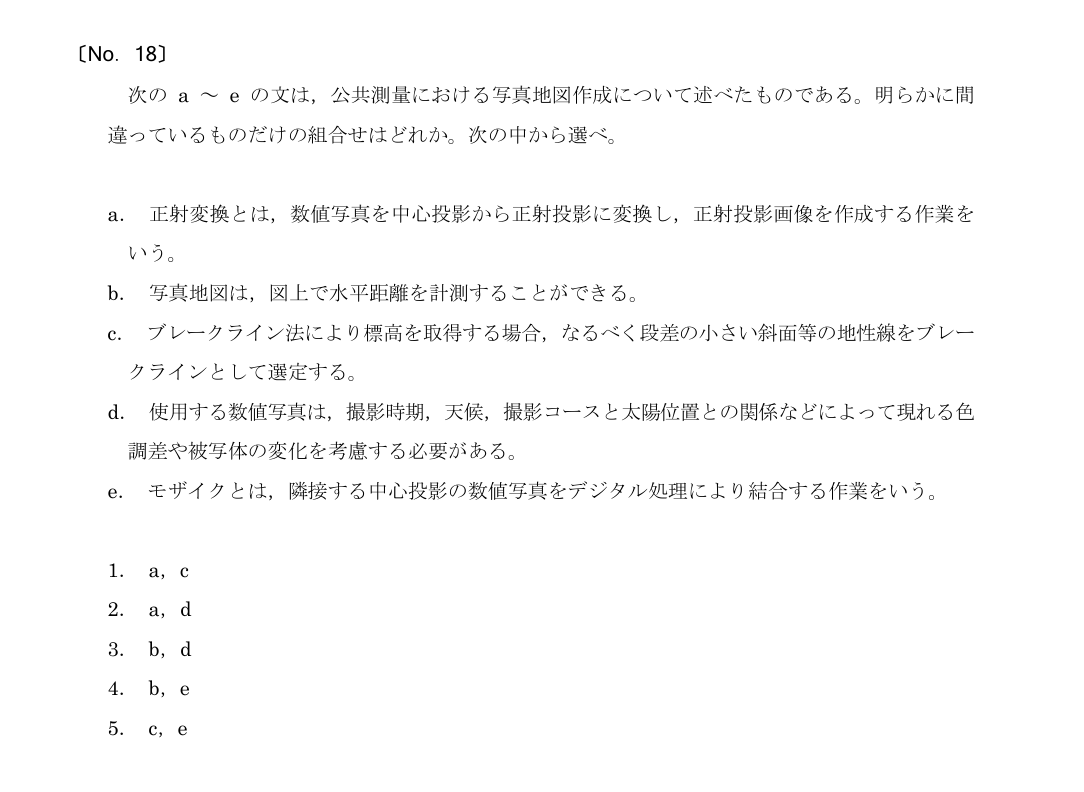 〔No. 18〕
次の a ～ e の文は，公共測量における写真地図作成について述べたものである。明らかに間
違っているものだけの組合せはどれか。次の中から選べ。
a. 正射変換とは，数値写真を中心投影から正射投影に変換し，正射投影画像を作成する作業を
いう。
b. 写真地図は，図上で水平距離を計測することができる。
c. ブレークライン法により標高を取得する場合，なるべく段差の小さい斜面等の地性線をブレー
クラインとして選定する。
d. 使用する数値写真は，撮影時期，天候，撮影コースと太陽位置との関係などによって現れる色
調差や被写体の変化を考慮する必要がある。
e. モザイクとは，隣接する中心投影の数値写真をデジタル処理により結合する作業をいう。
1. a，c
2. a，d
3. b，d
4. b，e
5. c，e